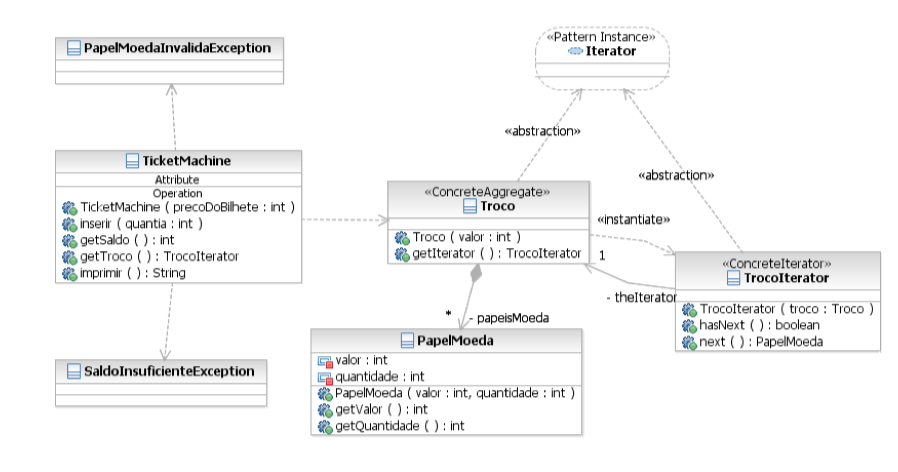 PapelMoedaInvalidaException
«Pattern Instance»
Iterator
«abstraction»
TicketMachine
Attribute
Operation
TicketMachine ( precoDoBilhete : int )
inserir ( quantia : int )
getSaldo ( ) : int
getTroco ( ) : TrocoIterator
imprimir ( ) : String
«abstraction»
«ConcreteAggregate»
Troco
Troco ( valor : int )
getIterator ( ) : TrocoIterator
«instantiate»
1
«ConcreteIterator»
TrocoIterator
TrocoIterator ( troco : Troco )
hasNext ( ) : boolean
next ( ) : PapelMoeda
- theIterator
*
- papeisMoeda
PapelMoeda
valor : int
quantidade : int
PapelMoeda ( valor : int, quantidade : int )
getValor ( ) : int
getQuantidade ( ) : int
SaldoInsuficienteException